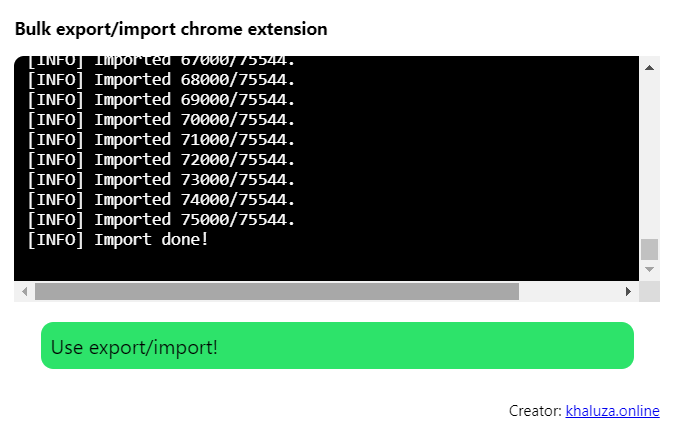 Bulk export/import chrome extension
[INFO] Imported 67000/75544.
[INFO] Imported 68000/75544.
[INFO] Imported 69000/75544.
[INFO] Imported 70000/75544.
[INFO] Imported 71000/75544.
[INFO] Imported 72000/75544.
[INFO] Imported 73000/75544.
[INFO] Imported 74000/75544.
[INFO] Imported 75000/75544.
[INFO] Import done!
Use export/import!
Creator: khaluza.online